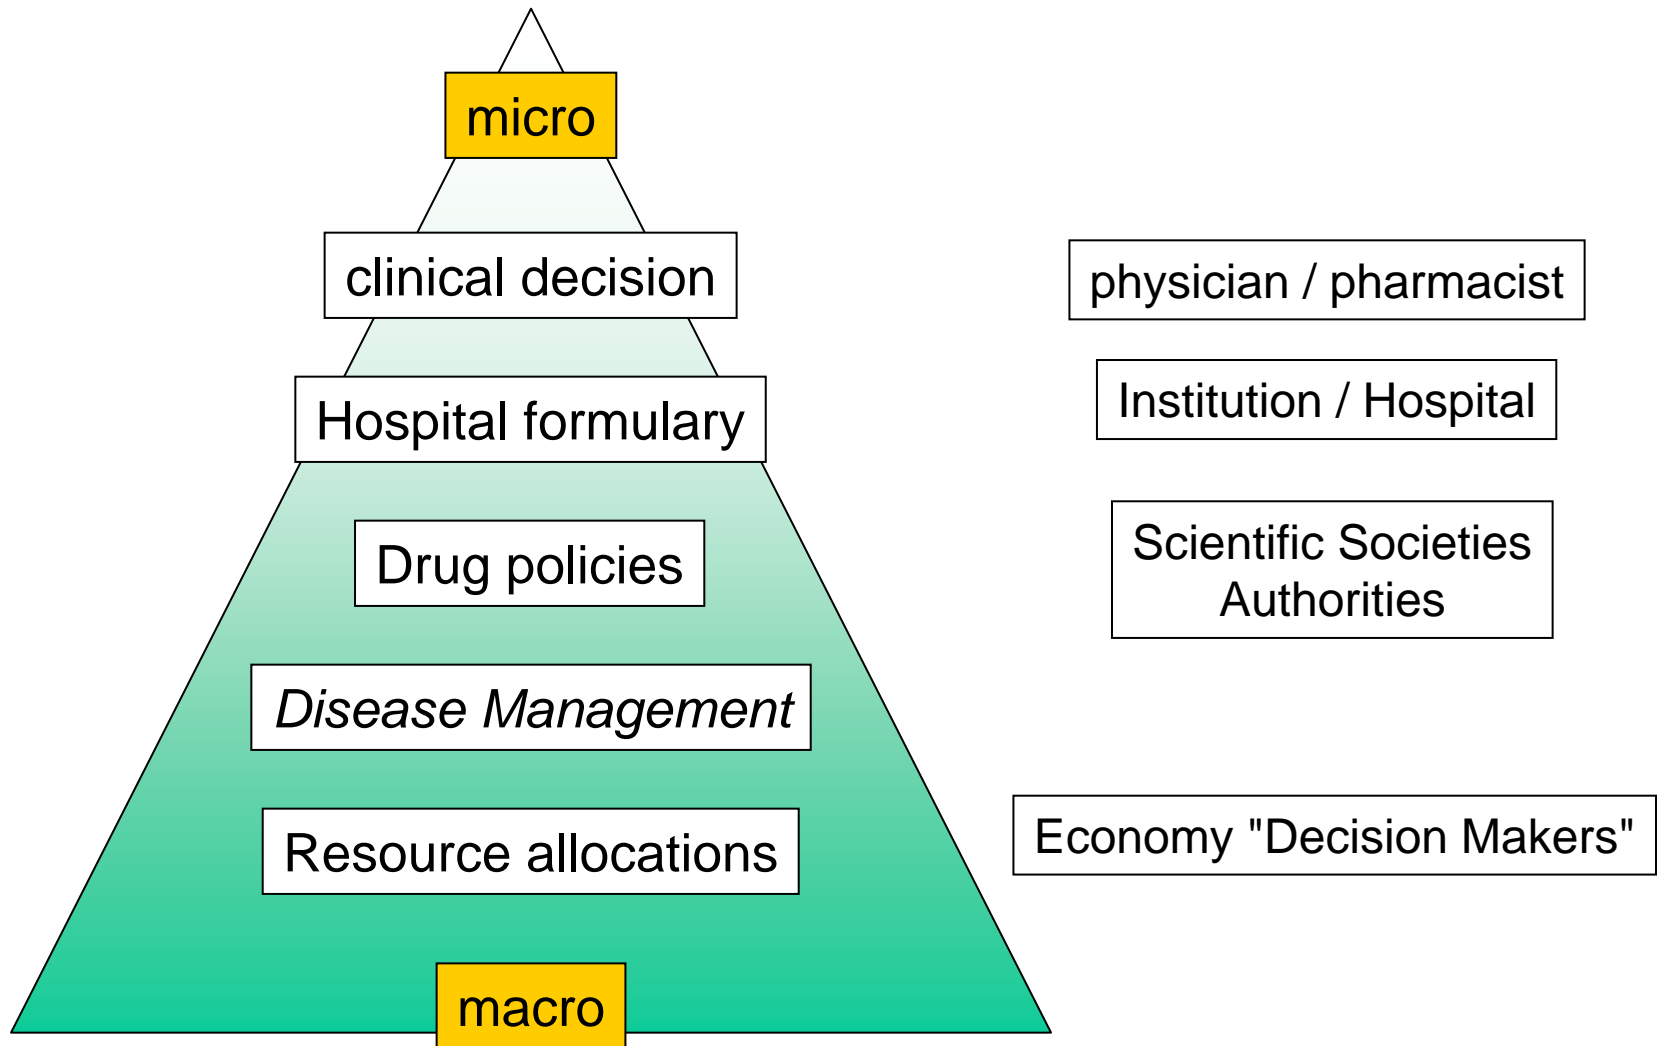 micro
clinical decision
physician / pharmacist
Hospital formulary
Institution / Hospital
Drug policies
Scientific Societies
Authorities
Disease Management
Resource allocations
Economy "Decision Makers"
macro